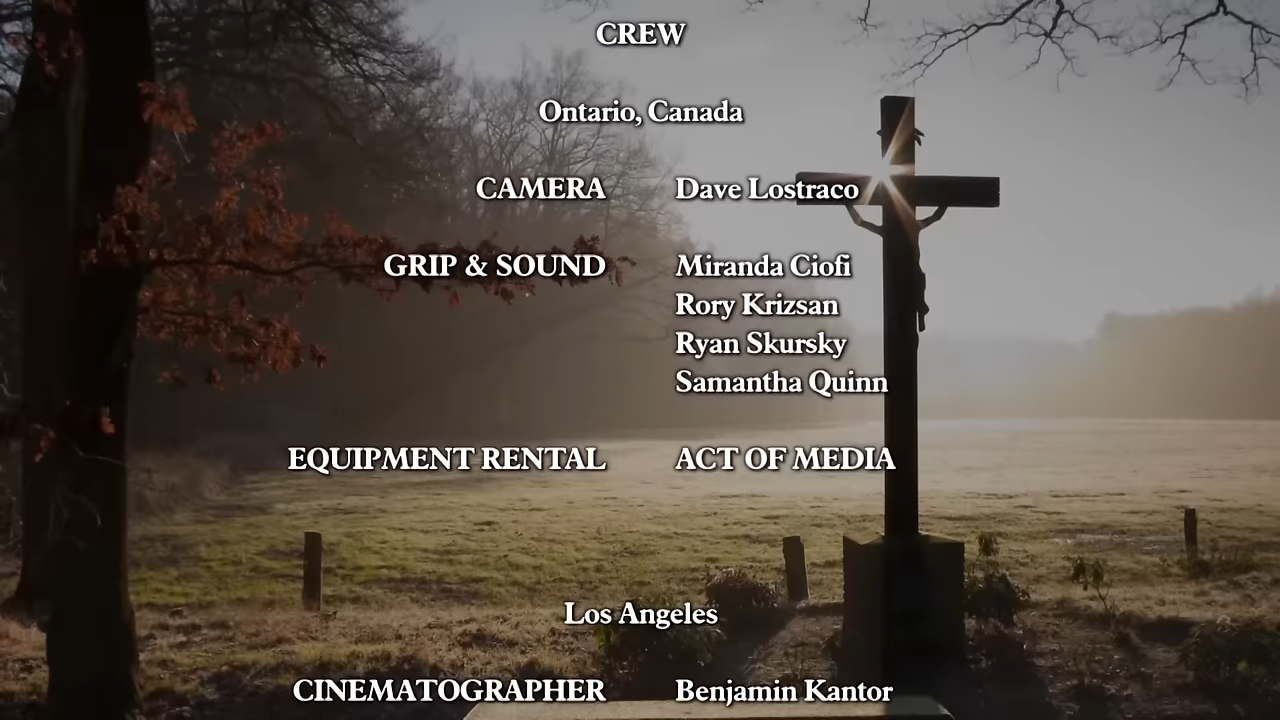 CREW
Ontario, Canada
CAMERA Dave Lostraco
GRIP & SOUND Miranda Ciofi
Rory Krizsan
Ryan Skursky
Samantha Quinn
EQUIPMENT RENTAL ACT OF MEDIA
Los Angeles
CINEMATOGRAPHER Benjamin Kantor